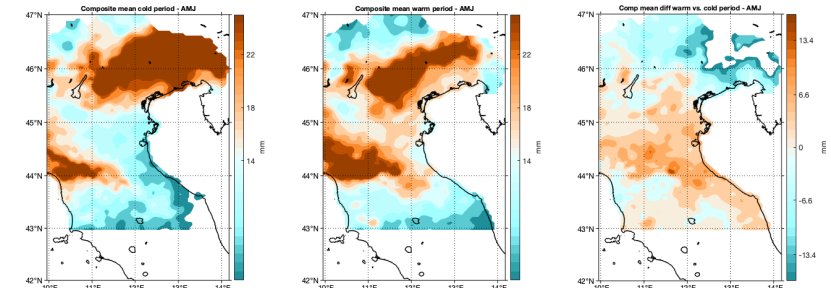 Composite mean cold period - AMJ
47°N
46°N
45°N
44°N
43°N
42°N
10°E
11°E
12°E
13°E
14°E
22
18
14
mm
Composite mean warm period - AMJ
47°N
46°N
45°N
44°N
43°N
42°N
10°E
11°E
12°E
13°E
14°E
22
18
14
mm
Comp mean diff warm vs. cold period - AMJ
47°N
46°N
45°N
44°N
43°N
42°N
10°E
11°E
12°E
13°E
14°E
13.4
6.6
0
-6.6
-13.4
mm